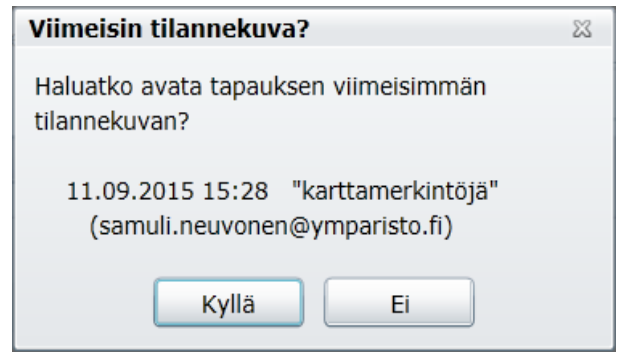 Viimeisin tilannekuva?
Haluatko avata tapauksen viimeisimmän
tilannekuvan?
11.09.2015 15:28 "karttamerkintöjä"
(samuli.neuvonen@ymparisto.fi)
Kyllä Ei